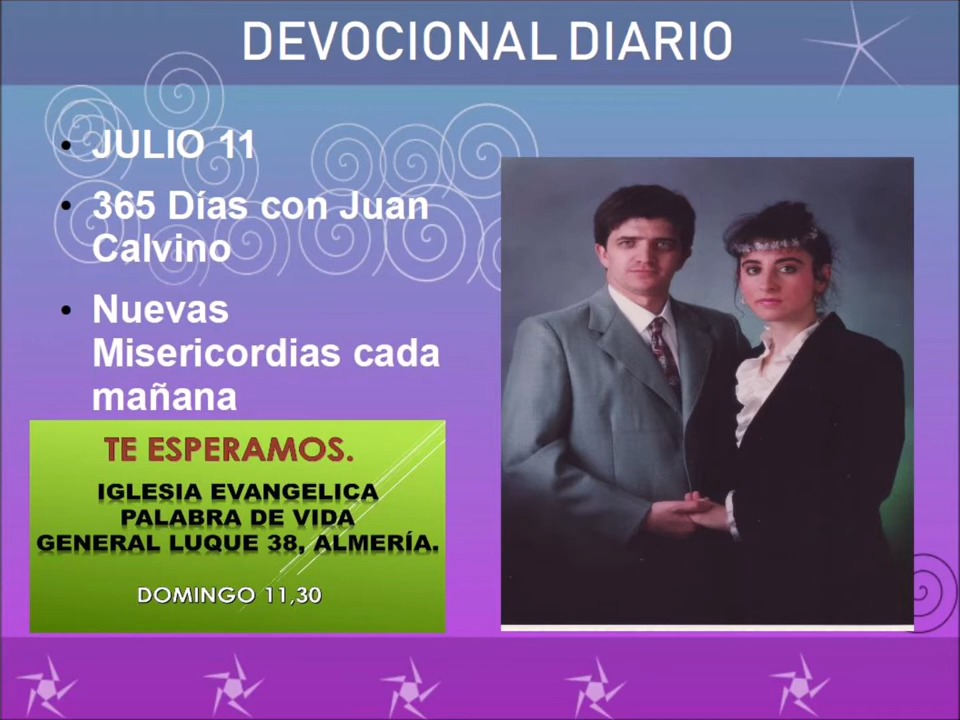 DEVOCIONAL DIARIO
• JULIO 11
• 365 Días con Juan
Calvino
• Nuevas
Misericordias cada
mañana
TE ESPERAMOS.
IGLESIA EVANGELICA
PALABRA DE VIDA
GENERAL LUQUE 38, ALMERÍA.
DOMINGO 11,30